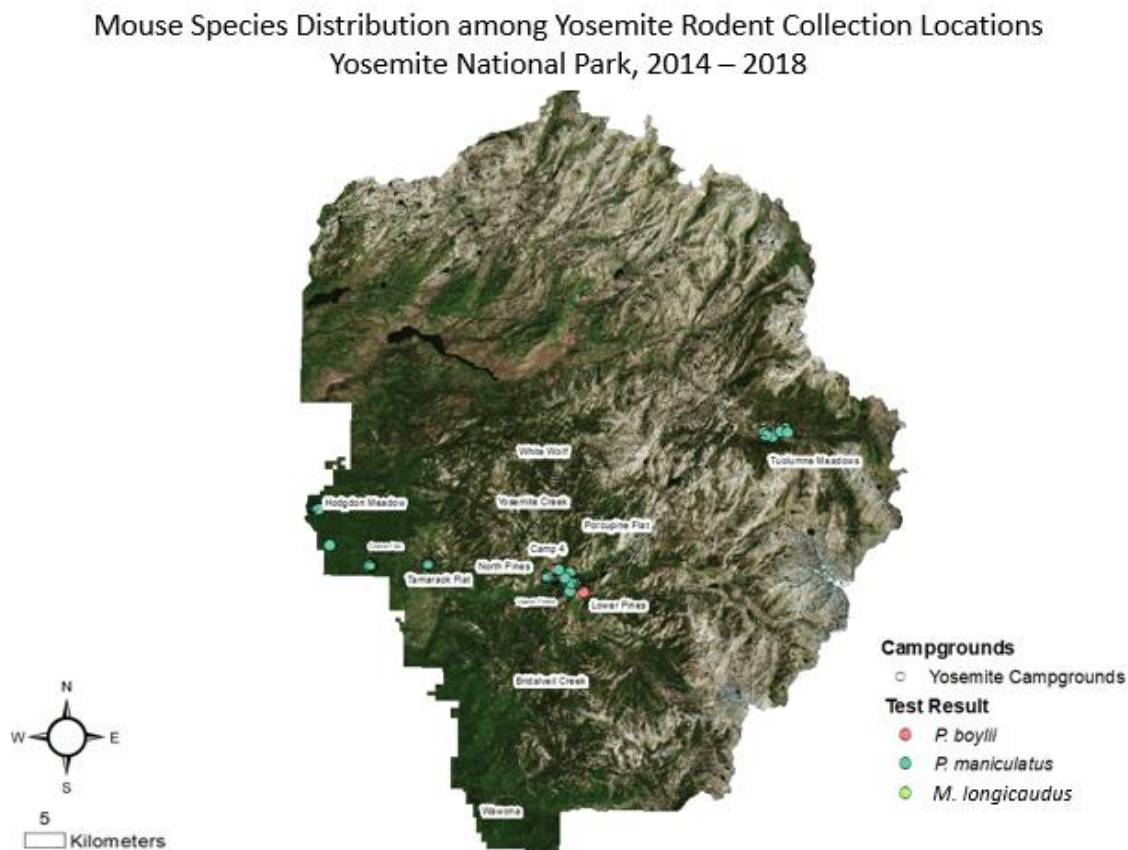 Mouse Species Distribution among Yosemite Rodent Collection Locations
Yosemite National Park, 2014 – 2018
White Wolf
Tuolumne Meadows
Hodgdon Meadow
Yosemite Creek
Porcupine Flat
Camp 4
North Pines
Tamarack Flat
Lower Pines
Bridalveil Creek
Wawona
Campgrounds
Yosemite Campgrounds
Test Result
P. boylii
P. maniculatus
M. longicaudus
N
W E
S
5
Kilometers